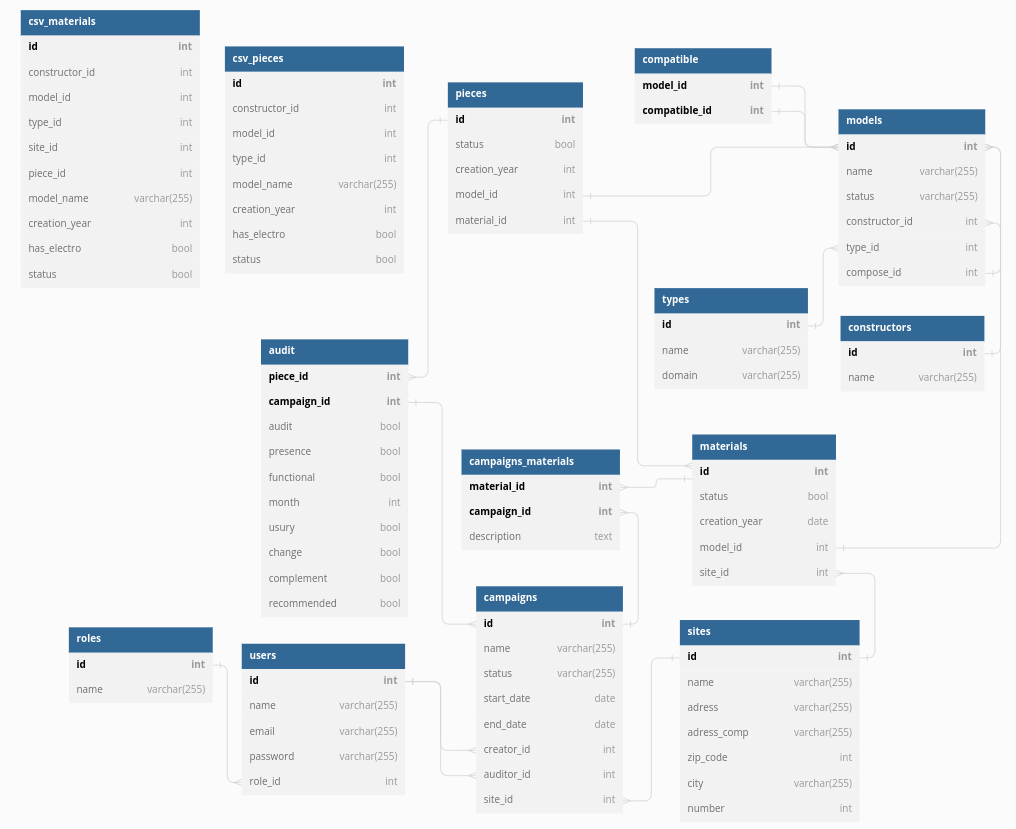 csv_materials
id int
constructor_id int
model_id int
type_id int
site_id int
piece_id int
model_name varchar(255)
creation_year int
has_electro bool
status bool
csv_pieces
id int
constructor_id int
model_id int
type_id int
model_name varchar(255)
creation_year int
has_electro bool
status bool
pieces
id int
status bool
creation_year int
model_id int
material_id int
compatible
model_id int
compatible_id int
models
id int
name varchar(255)
status varchar(255)
constructor_id int
type_id int
compose_id int
types
id int
name varchar(255)
domain varchar(255)
constructors
id int
name varchar(255)
audit
piece_id int
campaign_id int
audit bool
presence bool
functional bool
month int
usury bool
change bool
complement bool
recommended bool
campaigns_materials
material_id int
campaign_id int
description text
materials
id int
status bool
creation_year date
model_id int
site_id int
roles
id int
name varchar(255)
users
id int
name varchar(255)
email varchar(255)
password varchar(255)
role_id int
campaigns
id int
name varchar(255)
status varchar(255)
start_date date
end_date date
creator_id int
auditor_id int
site_id int
sites
id int
name varchar(255)
adress varchar(255)
adress_comp varchar(255)
zip_code int
city varchar(255)
number int